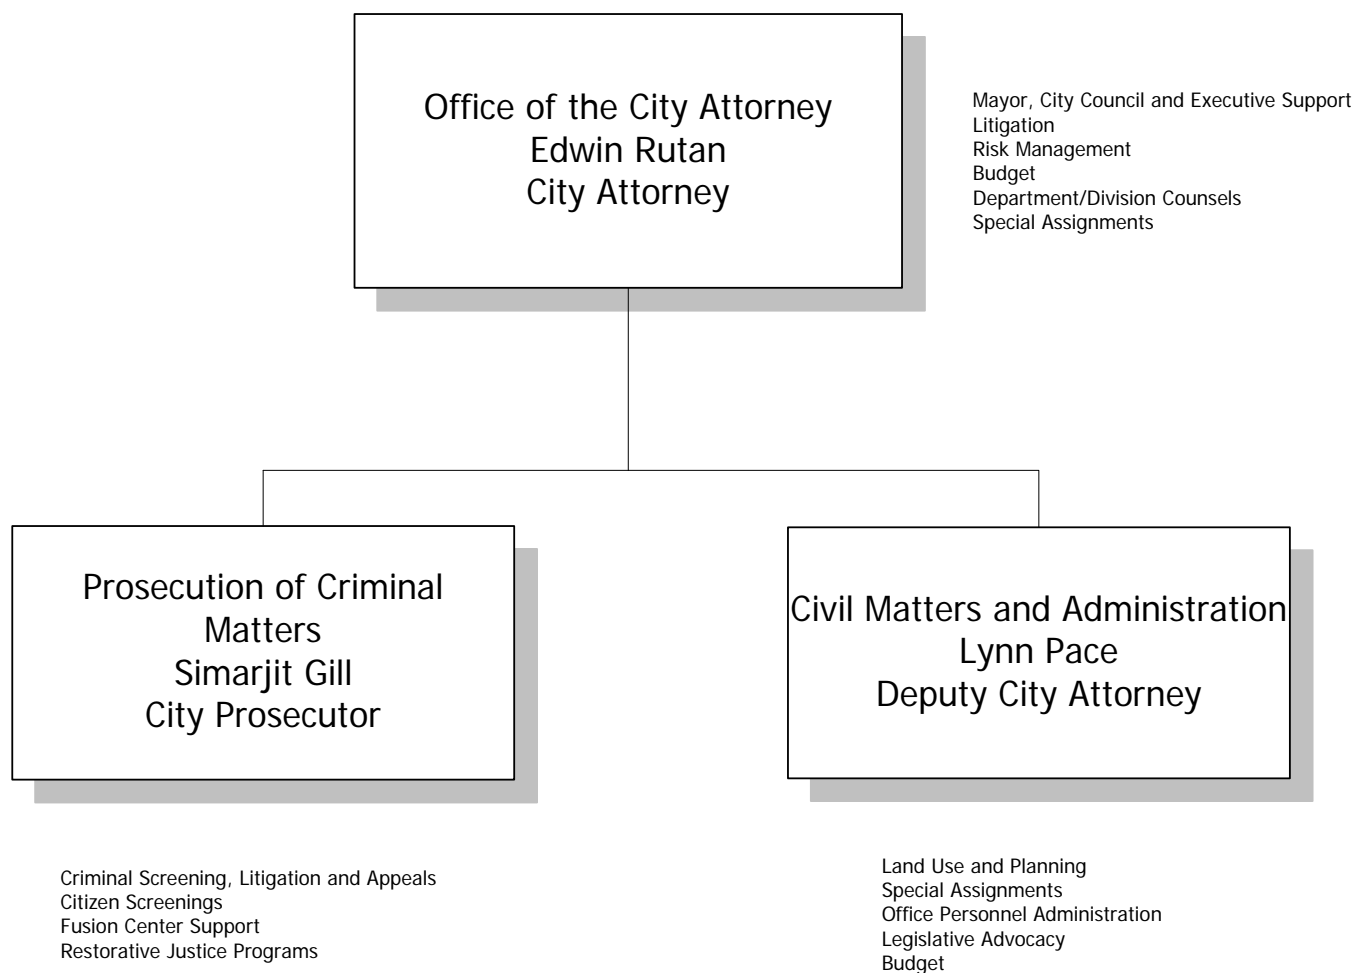 Office of the City Attorney
Edwin Rutan
City Attorney
Mayor, City Council and Executive Support
Litigation
Risk Management
Budget
Department/Division Counsels
Special Assignments
Prosecution of Criminal
Matters
Simarjit Gill
City Prosecutor
Civil Matters and Administration
Lynn Pace
Deputy City Attorney
Criminal Screening, Litigation and Appeals
Citizen Screenings
Fusion Center Support
Restorative Justice Programs
Land Use and Planning
Special Assignments
Office Personnel Administration
Legislative Advocacy
Budget